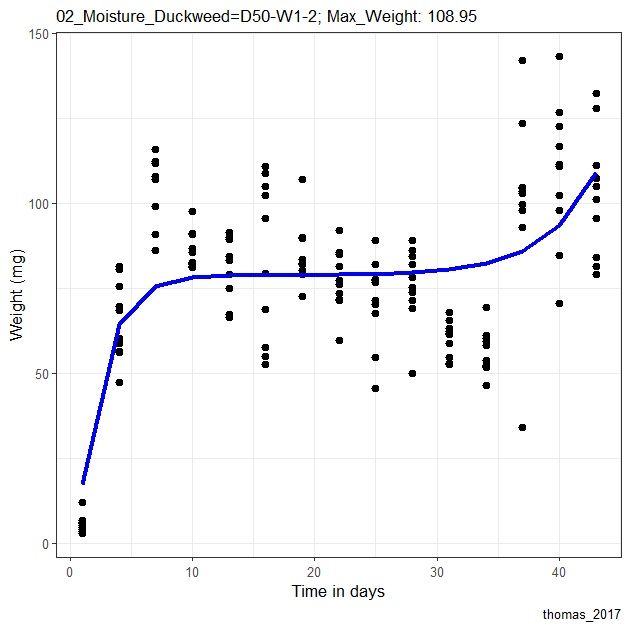 02_Moisture_Duckweed=D50-W1-2; Max_Weight: 108.95
150
100
50
0
Weight (mg)
0 10 20 30 40
Time in days
thomas_2017